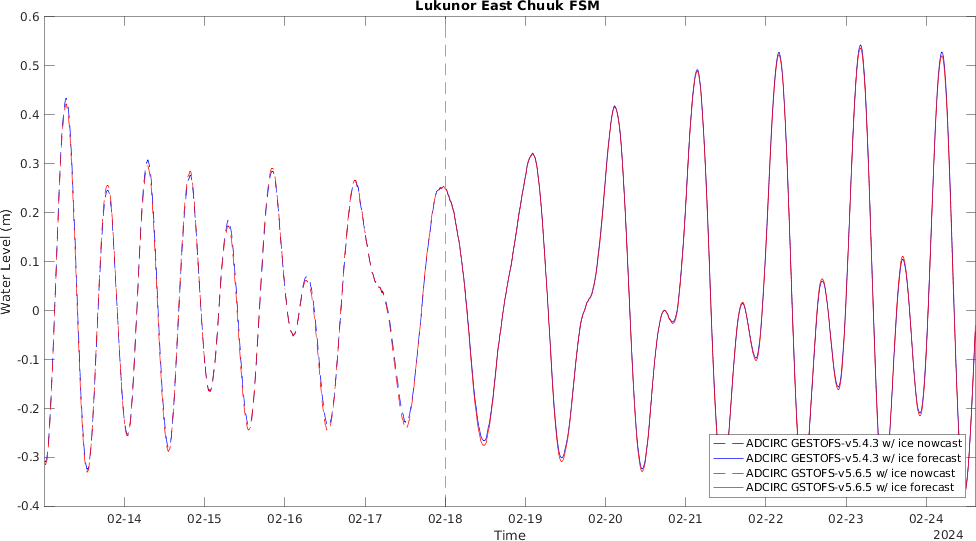 Lukunor East Chuuk FSM
0.6
0.5
0.4
0.3
0.2
0.1
0
-0.1
-0.2
-0.3
-0.4
Water Level (m)
02-14 02-15 02-16 02-17 02-18 02-19 02-20 02-21 02-22 02-23 02-24
Time
2024
ADCIRC GESTOFS-v5.4.3 w/ ice nowcast
ADCIRC GESTOFS-v5.4.3 w/ ice forecast
ADCIRC GSTOFS-v5.6.5 w/ ice nowcast
ADCIRC GSTOFS-v5.6.5 w/ ice forecast